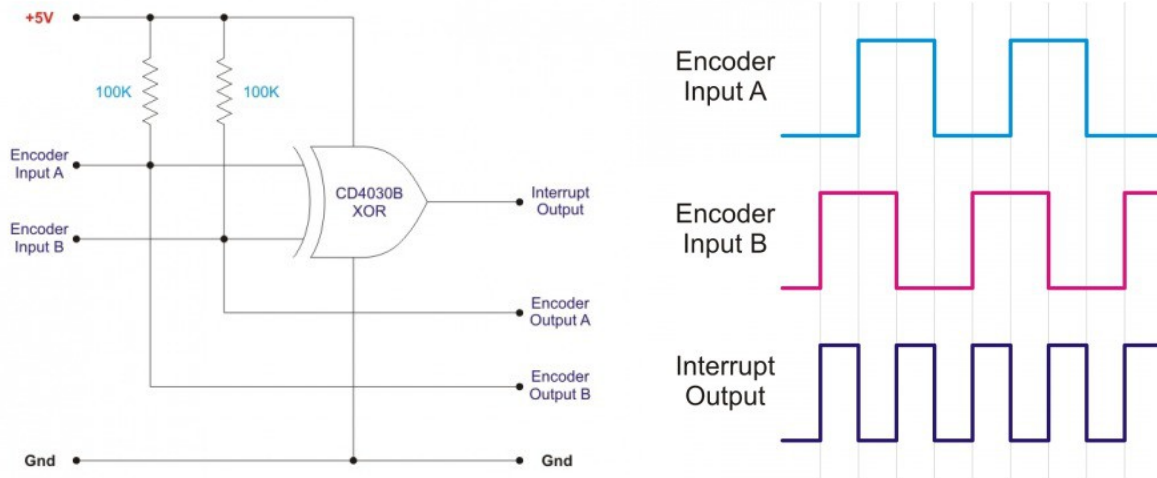 +5V
100K
100K
Encoder
Input A
Encoder
Input B
CD4030B
XOR
Interrupt
Output
Encoder
Output A
Encoder
Output B
Gnd
Gnd
Encoder
Input A
Encoder
Input B
Interrupt
Output